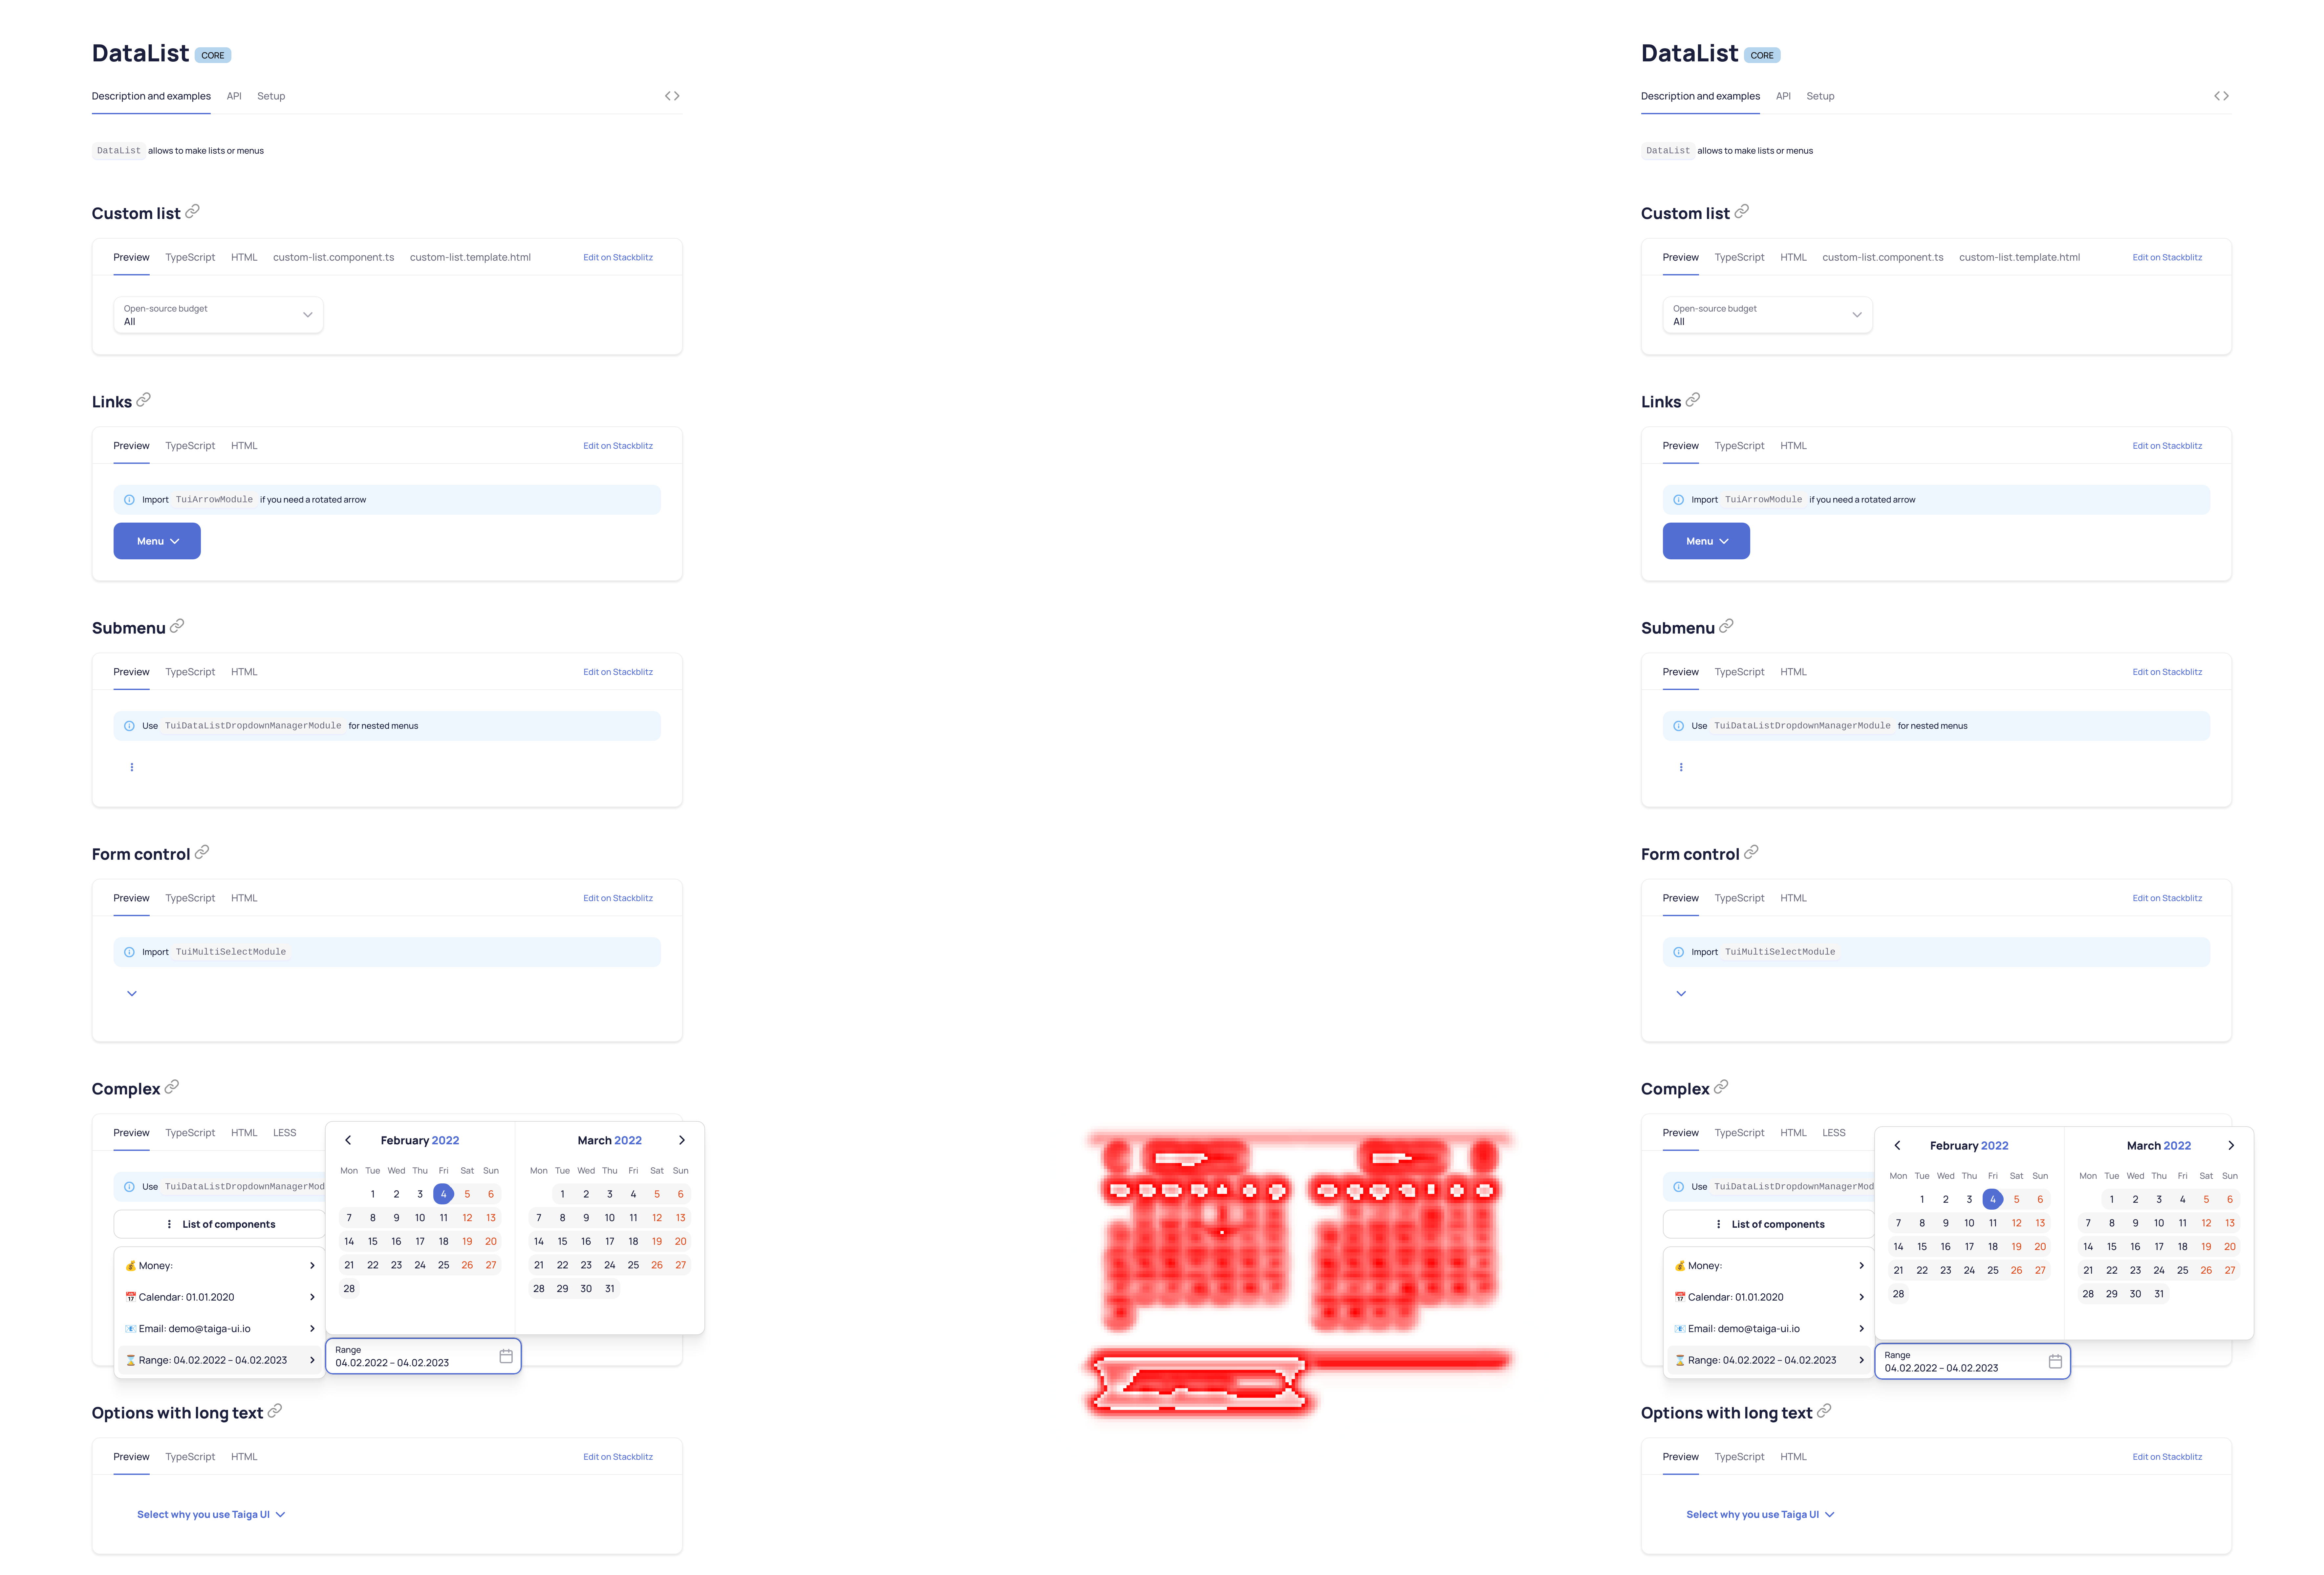 DataList CORE
Description and examples API Setup
DataList allows to make lists or menus
Custom list
Preview TypeScript HTML custom-list.component.ts custom-list.template.html Edit on Stackblitz
Open-source budget
All
Links
Preview TypeScript HTML Edit on Stackblitz
Import TuiArrowModule if you need a rotated arrow
Menu
Submenu
Preview TypeScript HTML Edit on Stackblitz
Use TuiDataListDropdownManagerModule for nested menus
Form control
Preview TypeScript HTML Edit on Stackblitz
Import TuiMultiSelectModule
Complex
Preview TypeScript HTML LESS
Use TuiDataListDropdownManagerMod
List of components
Money:
Calendar: 01.01.2020
Email: demo@taiga-ui.io
Range: 04.02.2022 – 04.02.2023
February 2022
Mon Tue Wed Thu Fri Sat Sun
1 2 3 4 5 6
7 8 9 10 11 12 13
14 15 16 17 18 19 20
21 22 23 24 25 26 27
28
March 2022
Mon Tue Wed Thu Fri Sat Sun
1 2 3 4 5 6
7 8 9 10 11 12 13
14 15 16 17 18 19 20
21 22 23 24 25 26 27
28 29 30 31
Range
04.02.2022 – 04.02.2023
Options with long text
Preview TypeScript HTML Edit on Stackblitz
Select why you use Taiga UI
DataList CORE
Description and examples API Setup
DataList allows to make lists or menus
Custom list
Preview TypeScript HTML custom-list.component.ts custom-list.template.html Edit on Stackblitz
Open-source budget
All
Links
Preview TypeScript HTML Edit on Stackblitz
Import TuiArrowModule if you need a rotated arrow
Menu
Submenu
Preview TypeScript HTML Edit on Stackblitz
Use TuiDataListDropdownManagerModule for nested menus
Form control
Preview TypeScript HTML Edit on Stackblitz
Import TuiMultiSelectModule
Complex
Preview TypeScript HTML LESS
Use TuiDataListDropdownManagerMod
List of components
Money:
Calendar: 01.01.2020
Email: demo@taiga-ui.io
Range: 04.02.2022 – 04.02.2023
February 2022
Mon Tue Wed Thu Fri Sat Sun
1 2 3 4 5 6
7 8 9 10 11 12 13
14 15 16 17 18 19 20
21 22 23 24 25 26 27
28
March 2022
Mon Tue Wed Thu Fri Sat Sun
1 2 3 4 5 6
7 8 9 10 11 12 13
14 15 16 17 18 19 20
21 22 23 24 25 26 27
28 29 30 31
Range
04.02.2022 – 04.02.2023
Options with long text
Preview TypeScript HTML Edit on Stackblitz
Select why you use Taiga UI